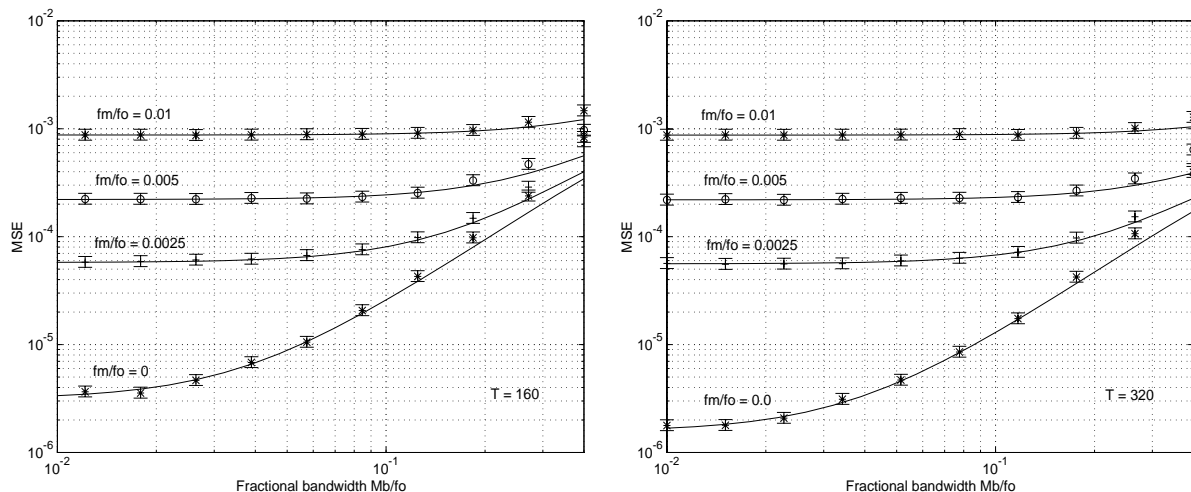 10^-2
10^-3
10^-4
10^-5
10^-6
MSE
fm/fo = 0.01
fm/fo = 0.005
fm/fo = 0.0025
fm/fo = 0
T = 160
10^-2
10^-1
Fractional bandwidth Mb/fo
10^-2
10^-3
10^-4
10^-5
10^-6
MSE
fm/fo = 0.01
fm/fo = 0.005
fm/fo = 0.0025
fm/fo = 0.0
T = 320
10^-2
10^-1
Fractional bandwidth Mb/fo